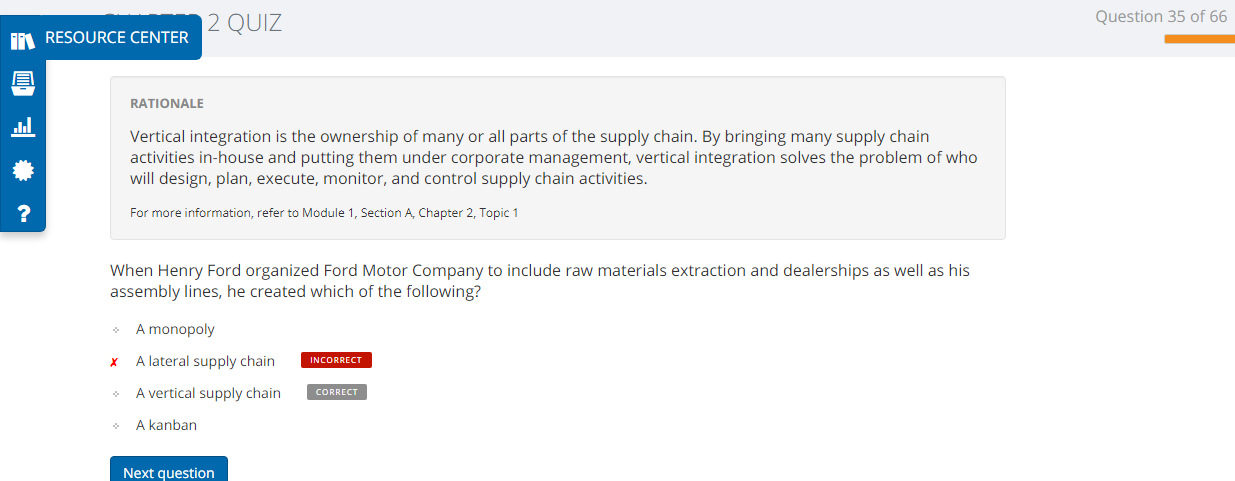 2 QUIZ
Question 35 of 66
RESOURCE CENTER
?
RATIONALE
Vertical integration is the ownership of many or all parts of the supply chain. By bringing many supply chain
activities in-house and putting them under corporate management, vertical integration solves the problem of who
will design, plan, execute, monitor, and control supply chain activities.
For more information, refer to Module 1, Section A, Chapter 2, Topic 1
When Henry Ford organized Ford Motor Company to include raw materials extraction and dealerships as well as his
assembly lines, he created which of the following?
A monopoly
✗ A lateral supply chain INCORRECT
A vertical supply chain CORRECT
A kanban
Next question